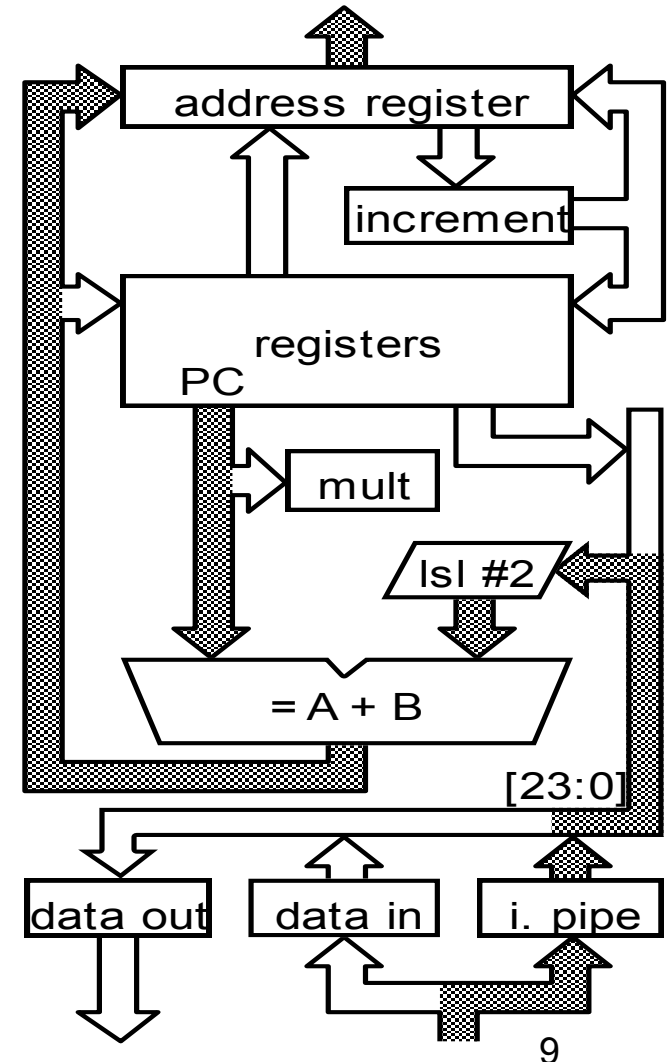 address register
increment
registers
PC
mult
lsl #2
= A + B
[23:0]
data out
data in
i. pipe
9